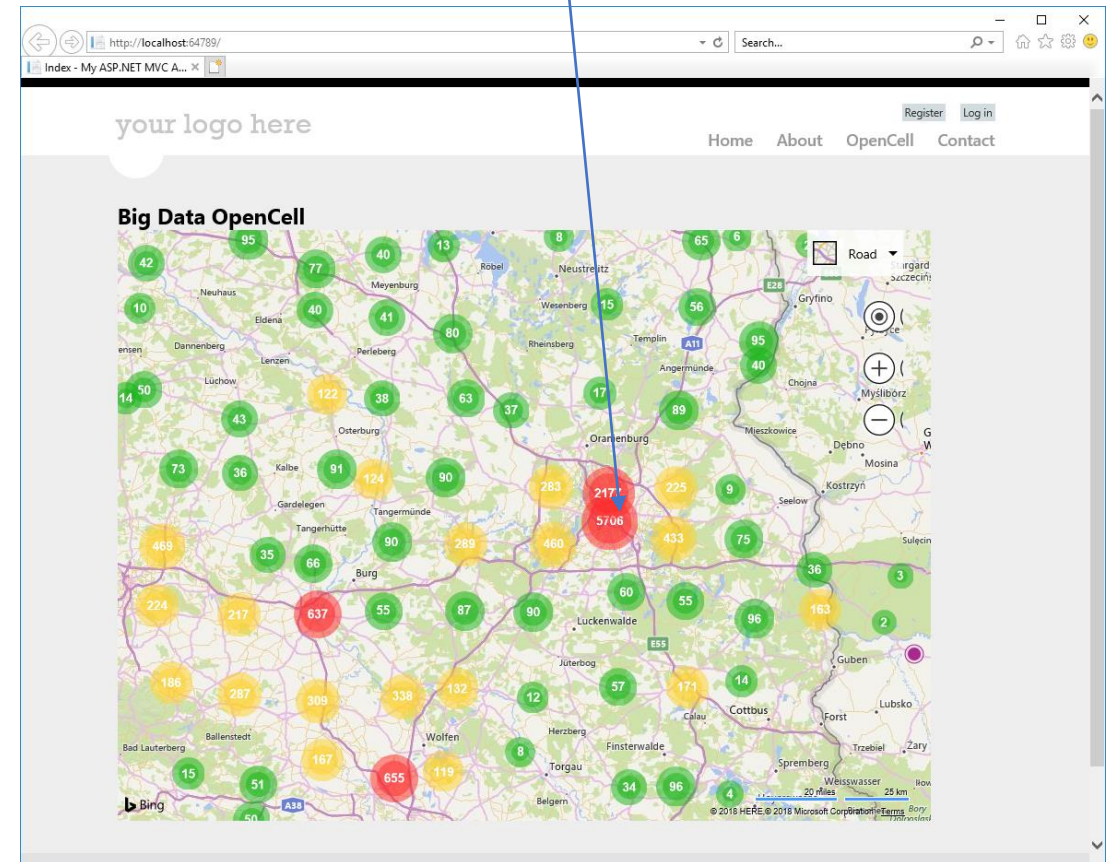 http://localhost:64789/
Search...
Index - My ASP.NET MVC A...
Register Log in
your logo here
Home About OpenCell Contact
Big Data OpenCell
95 40 13 8 65 6
42 77 Road
Röbel Neustrelitz
Meyenburg
Neuhaus E28 Gryfino
10 40 41 Wesenberg 15 56
Eldena
80 95
Dannenberg Perleberg Rheinsberg Templin A11
Lenzen 40
Angermünde
Lüchow Chojna
14 50 122 38 63 37 17 89 Myślibórz
43
Osterburg Oranienburg Mieszkowice
Dębno
73 36 Kalbe 91 124 90 Mosina
283 2177 225 9 Kostrzyn
Gardelegen Tangermünde Seelow
5706
Tangerhütte
469 35 66 90 289 460 433 75 Sulęcin
Burg 36 3
224 217 637 55 87 90 60 55 96 163 2
Luckenwalde
E55
Jüterbog Guben
186 287 309 338 132 12 57 171 14
Calau Cottbus Forst Lubsko
Ballenstedt Wolfen Herzberg
Bad Lauterberg Finsterwalde Trzebiel Żary
167 8 Spremberg
15 51 655 119 Torgau 34 96 4 Weisswasser
20 miles 25 km
Bing A38 Belgern
50 © 2018 HERE,© 2018 Microsoft Corporation Terms